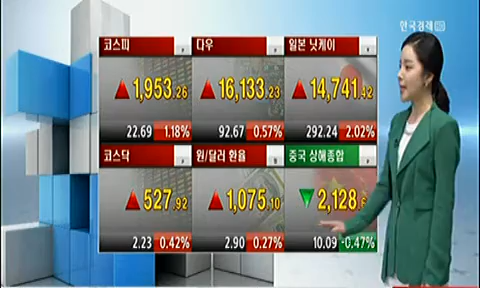 한국경제
코스피
다우
일본 닛케이
1,953.26
16,133.23
14,741.42
22.69 1.18%
92.67 0.57%
292.24 2.02%
코스닥
원/달러 환율
중국 상해종합
527.92
1,075.10
2,128.
2.23 0.42%
2.90 0.27%
10.09 -0.47%